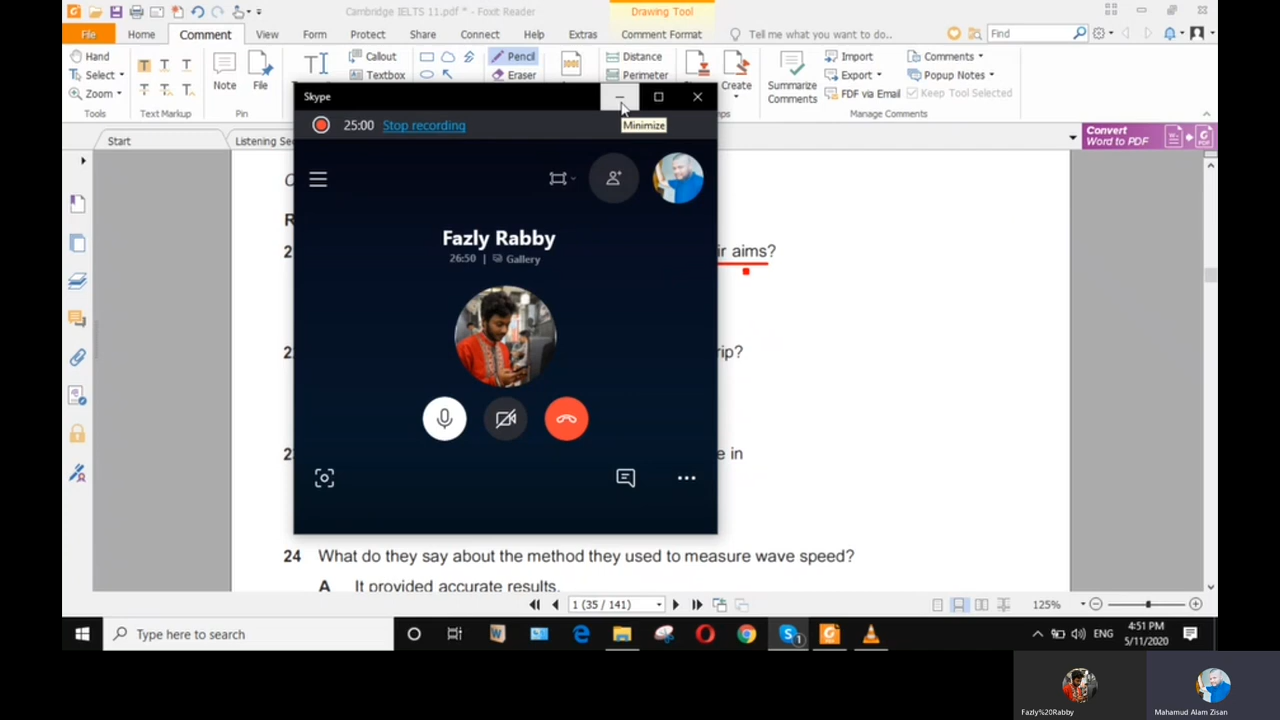 Cambridge IELTS 11.pdf * - Foxit Reader
Drawing Tool
File Home Comment View Form Protect Share Connect Help Extras Comment Format Tell me what you want to do.. Find
Hand
Select
Zoom
Tools
Text Markup
Note
File
Pin
Callout
Textbox
Pencil
Eraser
Distance
Perimeter
Create
Summarize
Comments
Import
Export
FDF via Email
Comments
Popup Notes
Keep Tool Selected
Manage Comments
Start
Listening Sec
Convert
Word to PDF
Skype
Minimize
25:00 Stop recording
Fazly Rabby
26:50 | Gallery
ir aims?
rip?
e in
24 What do they say about the method they used to measure wave speed?
A It provided accurate results.
1 (35 / 141)
125%
Type here to search
1
ENG
4:51 PM
5/11/2020
Fazly%20Rabby
Mahamud Alam Zisan